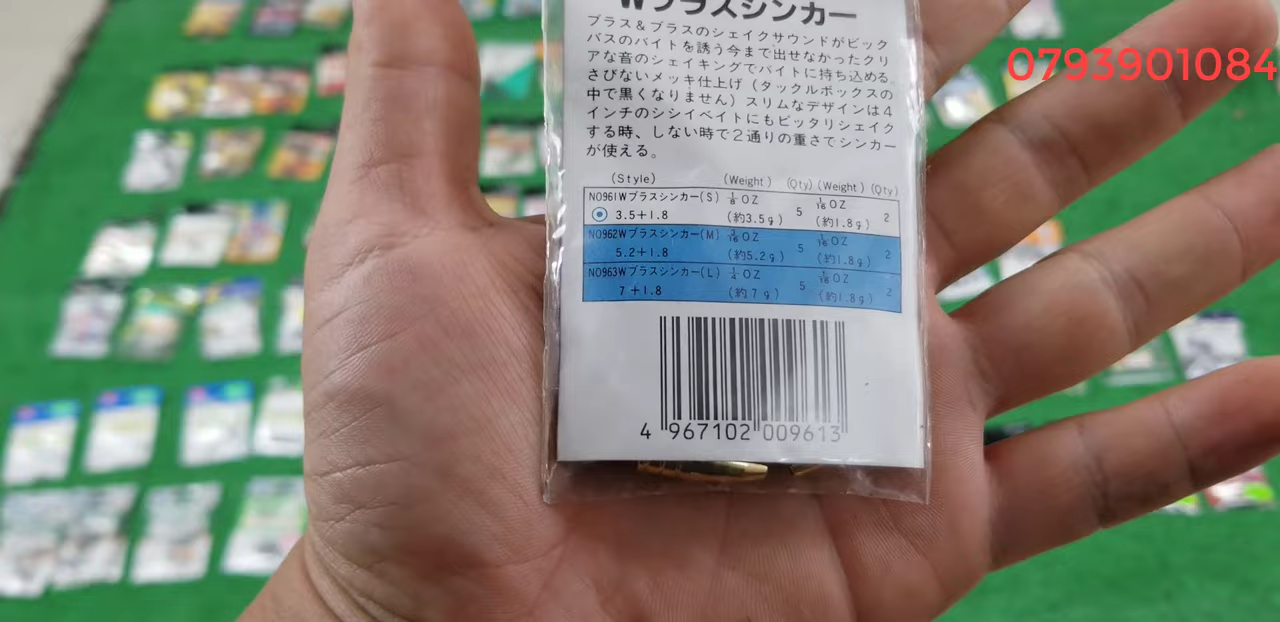 Wブラスシンカー
ブラス&ブラスのシェイクサウンドがビック
バスのバイトを誘う今まで出せなかったクリ
アな音のシェイキングでバイトに持ち込める。
さびないメッキ仕上げ(タックルボックスの
中で黒くなりません)スリムなデザインは4
インチのシシイベイトにもピッタリシェイク
する時、しない時で2通りの重さでシンカー
が使える。
(Style) (Weight) (Qty) (Weight) (Qty)
NO961Wブラスシンカー(S) 1/8 OZ 5 1/16 OZ 2
3.5+1.8 (約3.5g) (約1.8g)
NO962Wブラスシンカー(M) 3/16 OZ 5 1/16 OZ 2
5.2+1.8 (約5.2g) (約1.8g)
NO963Wブラスシンカー(L) 1/4 OZ 5 1/16 OZ 2
7+1.8 (約7g) (約1.8g)
4 967102 009613
0793901084